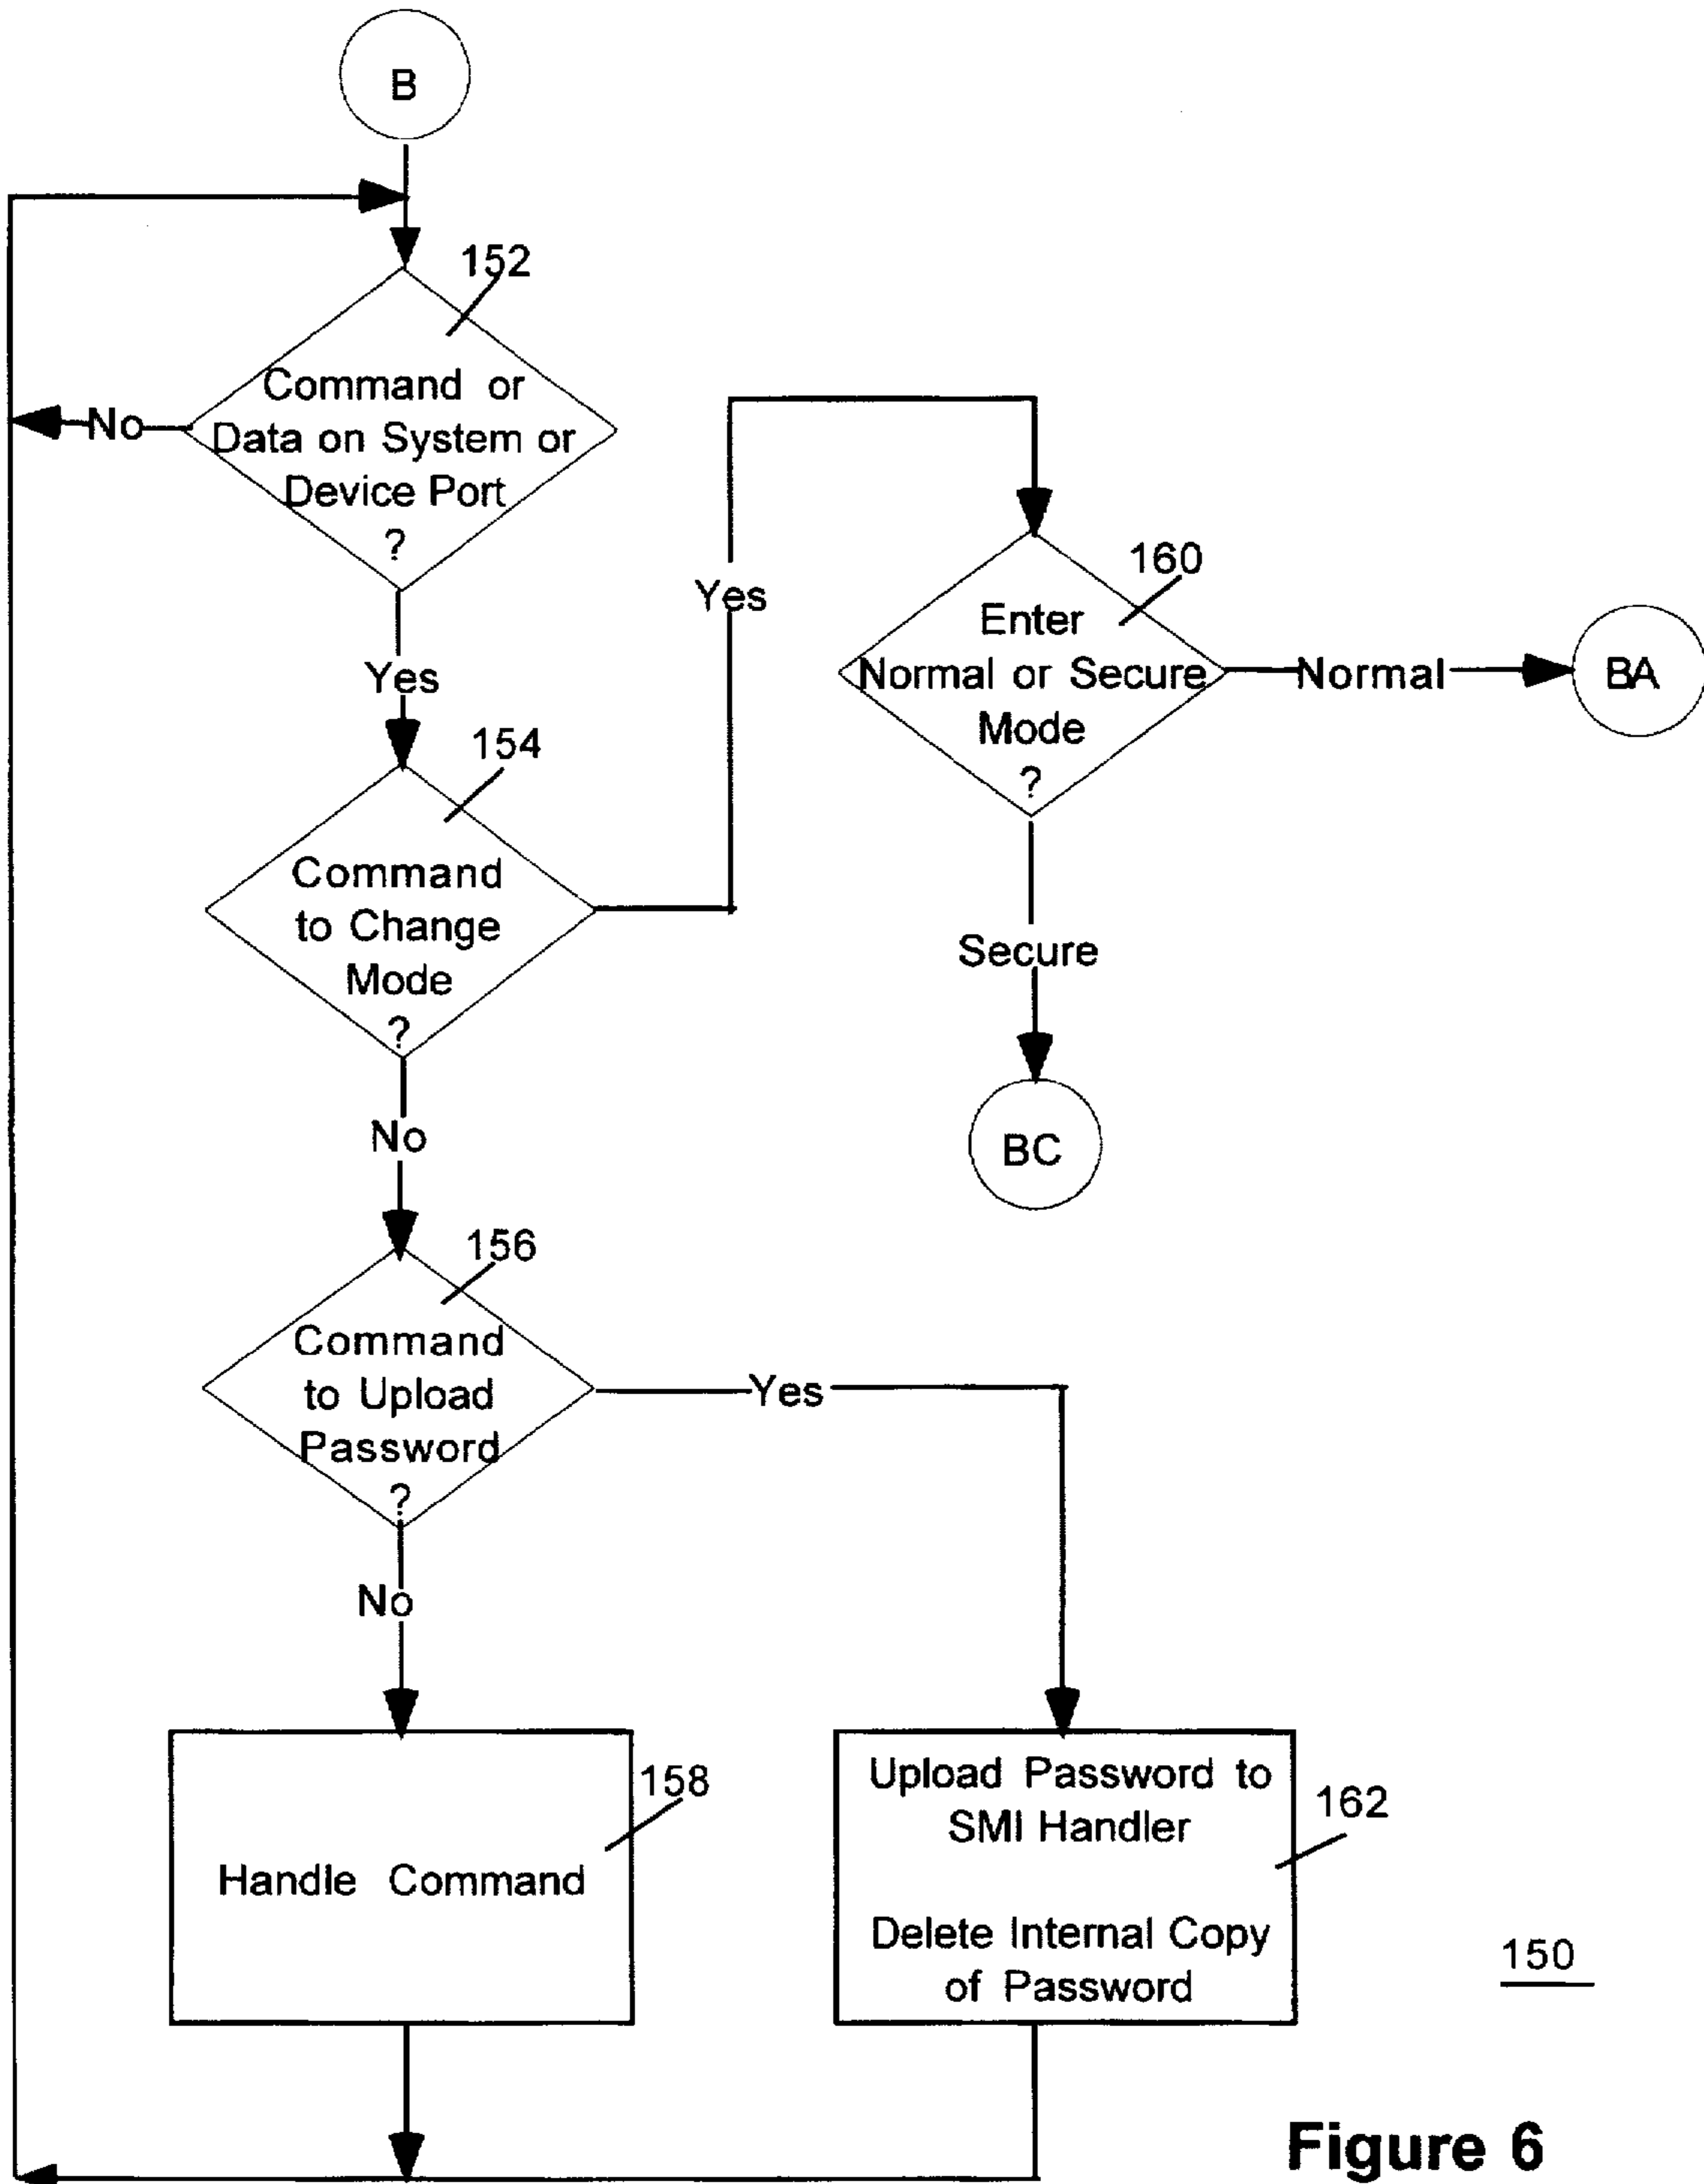 B
152
Command or
Data on System or
Device Port
?
No
Yes
154
Command
to Change
Mode
?
Yes
160
Enter
Normal or Secure
Mode
?
Normal
BA
Secure
BC
No
156
Command
to Upload
Password
?
Yes
No
158
Handle Command
Upload Password to
SMI Handler
Delete Internal Copy
of Password
162
150
Figure 6